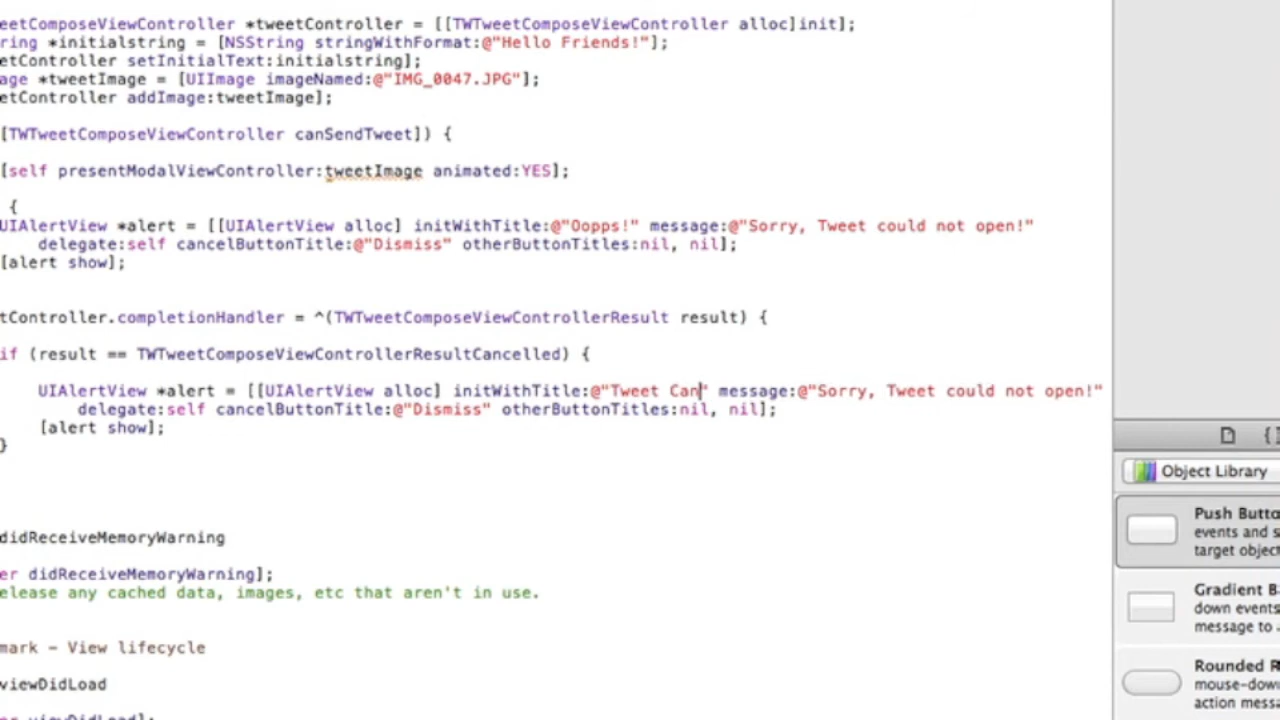 eetComposeViewController *tweetController = [[TWTweetComposeViewController alloc]init];
ring *initialstring = [NSString stringWithFormat:@"Hello Friends!"];
etController setInitialText:initialstring];
age *tweetImage = [UIImage imageNamed:@"IMG_0047.JPG"];
etController addImage:tweetImage];
[TWTweetComposeViewController canSendTweet]) {
[self presentModalViewController:tweetImage animated:YES];
{
UIAlertView *alert = [[UIAlertView alloc] initWithTitle:@"Oopps!" message:@"Sorry, Tweet could not open!"
delegate:self cancelButtonTitle:@"Dismiss" otherButtonTitles:nil, nil];
[alert show];
tController.completionHandler = ^(TWTweetComposeViewControllerResult result) {
if (result == TWTweetComposeViewControllerResultCancelled) {
UIAlertView *alert = [[UIAlertView alloc] initWithTitle:@"Tweet Can" message:@"Sorry, Tweet could not open!"
delegate:self cancelButtonTitle:@"Dismiss" otherButtonTitles:nil, nil];
[alert show];
}
didReceiveMemoryWarning
er didReceiveMemoryWarning];
elease any cached data, images, etc that aren't in use.
mark - View lifecycle
viewDidLoad
er viewDidLoad];
{}
Object Library
Push Butto
events and s
target object
Gradient B
down events
message to
Rounded R
mouse-down
action messa